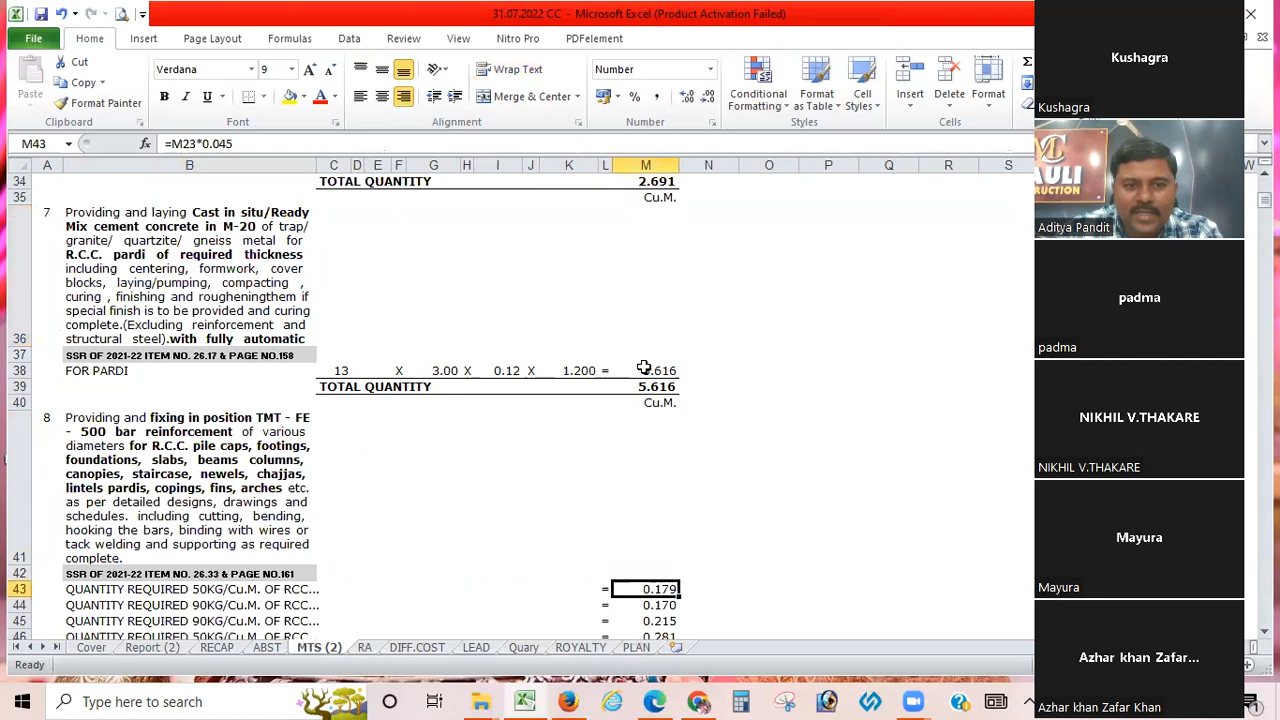 31.07.2022 CC - Microsoft Excel (Product Activation Failed)
File Home Insert Page Layout Formulas Data Review View Nitro Pro PDFelement
Paste Cut Copy Format Painter Clipboard
Verdana 9 B I U A A A Font
Wrap Text Merge & Center Alignment
Number % , Number
Conditional Formatting Format as Table Cell Styles Styles
Insert Delete Format Cells
M43 fx =M23*0.045
A B C D E F G H I J K L M N O P Q R S W
34 TOTAL QUANTITY 2.691
35 Cu.M.
7 Providing and laying Cast in situ/Ready
Mix cement concrete in M-20 of trap/
granite/ quartzite/ gneiss metal for
R.C.C. pardi of required thickness
including centering, formwork, cover
blocks, laying/pumping, compacting ,
curing , finishing and rougheningthem if
special finish is to be provided and curing
complete.(Excluding reinforcement and
36 structural steel).with fully automatic
37 SSR OF 2021-22 ITEM NO. 26.17 & PAGE NO.158
38 FOR PARDI 13 X 3.00 X 0.12 X 1.200 = .616
39 TOTAL QUANTITY 5.616
40 Cu.M.
8 Providing and fixing in position TMT - FE
- 500 bar reinforcement of various
diameters for R.C.C. pile caps, footings,
foundations, slabs, beams columns,
canopies, staircase, newels, chajjas,
lintels pardis, copings, fins, arches etc.
as per detailed designs, drawings and
schedules. including cutting, bending,
hooking the bars, binding with wires or
tack welding and supporting as required
41 complete.
42 SSR OF 2021-22 ITEM NO. 26.33 & PAGE NO.161
43 QUANTITY REQUIRED 50KG/Cu.M. OF RCC... = 0.179
44 QUANTITY REQUIRED 90KG/Cu.M. OF RCC... = 0.170
45 QUANTITY REQUIRED 90KG/Cu.M. OF RCC... = 0.215
46 QUANTITY REQUIRED 50KG/Cu.M. OF RCC... = 0.281
Cover Report (2) RECAP ABST MTS (2) RA DIFF.COST LEAD Quary ROYALTY PLAN
Ready
Type here to search
Kushagra
Kushagra
MC
AULI
RUCTION
Aditya Pandit
padma
padma
NIKHIL V.THAKARE
NIKHIL V.THAKARE
Mayura
Mayura
Azhar khan Zafar...
Azhar khan Zafar Khan